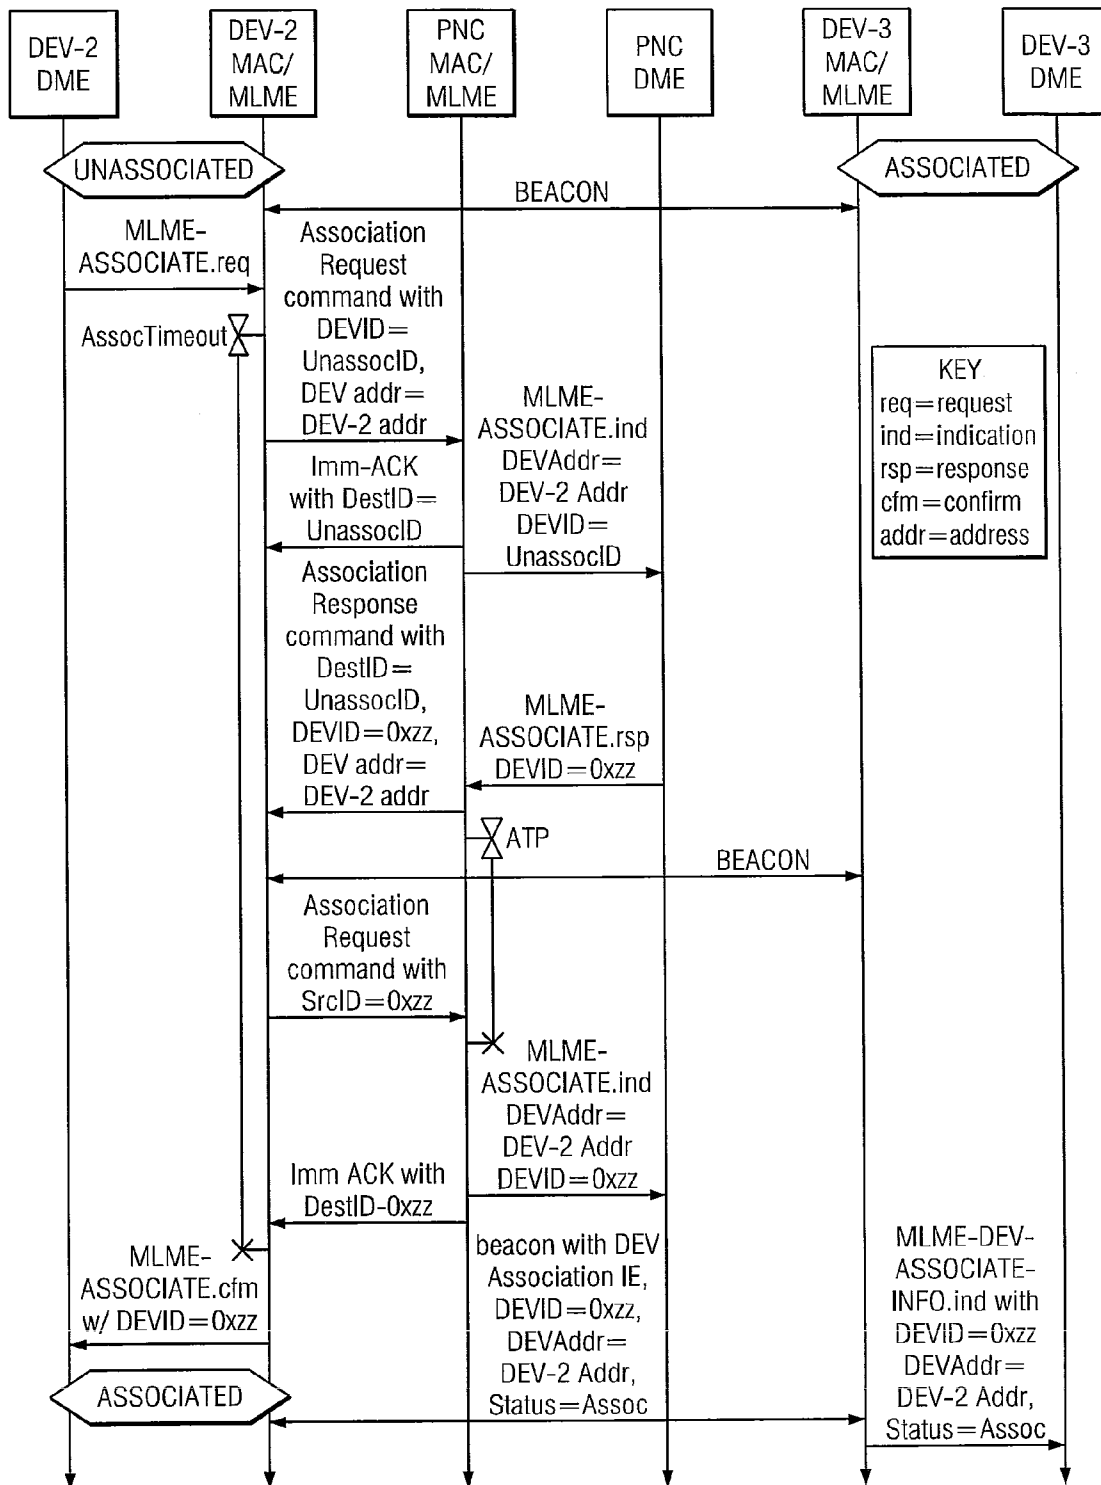 DEV-2
DME
DEV-2
MAC/
MLME
PNC
MAC/
MLME
PNC
DME
DEV-3
MAC/
MLME
DEV-3
DME
UNASSOCIATED
ASSOCIATED
BEACON
MLME-
ASSOCIATE.req
Association
Request
command with
DEVID=
UnassocID,
DEV addr=
DEV-2 addr
AssocTimeout
KEY
req=request
ind=indication
rsp=response
cfm=confirm
addr=address
MLME-
ASSOCIATE.ind
DEVAddr=
DEV-2 Addr
DEVID=
UnassocID
Imm-ACK
with DestID=
UnassocID
Association
Response
command with
DestID=
UnassocID,
DEVID=0xzz,
DEV addr=
DEV-2 addr
MLME-
ASSOCIATE.rsp
DEVID=0xzz
ATP
BEACON
Association
Request
command with
SrcID=0xzz
MLME-
ASSOCIATE.ind
DEVAddr=
DEV-2 Addr
DEVID=0xzz
Imm ACK with
DestID-0xzz
MLME-
ASSOCIATE.cfm
w/ DEVID=0xzz
beacon with DEV
Association IE,
DEVID=0xzz,
DEVAddr=
DEV-2 Addr,
Status=Assoc
MLME-DEV-
ASSOCIATE-
INFO.ind with
DEVID=0xzz
DEVAddr=
DEV-2 Addr,
Status=Assoc
ASSOCIATED